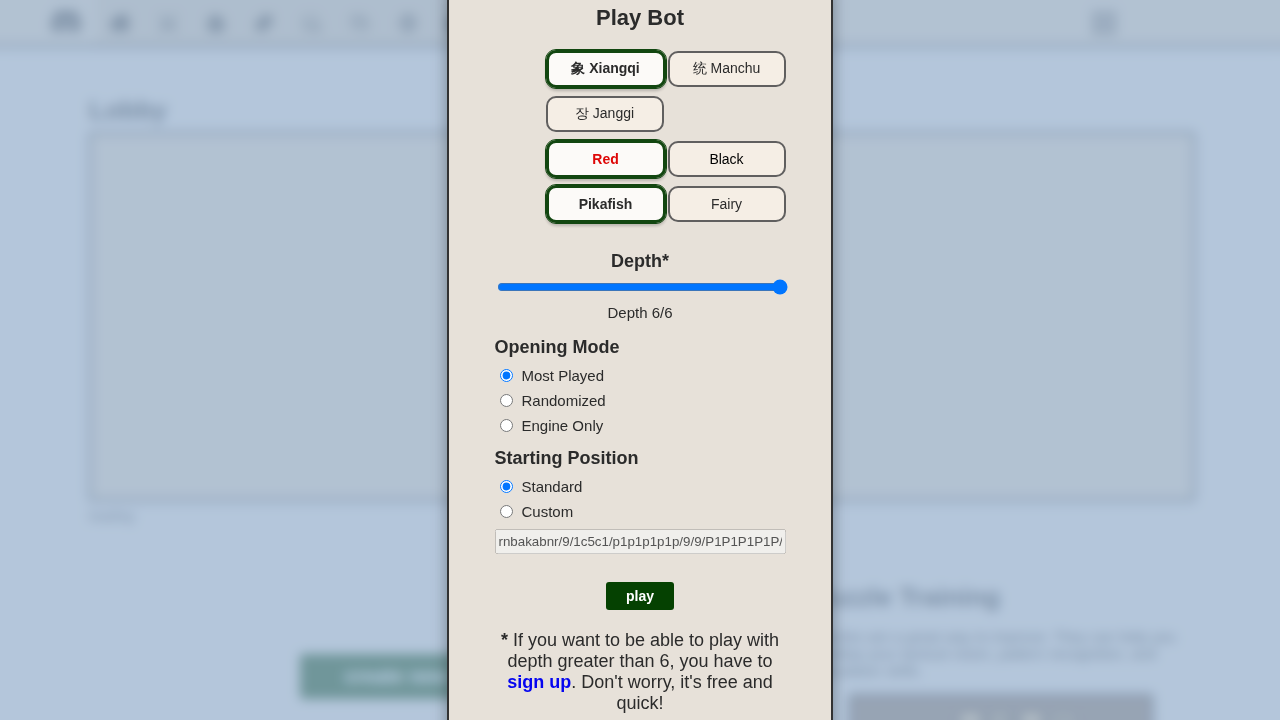 Play Bot
象 Xiangqi
统 Manchu
장 Janggi
Red
Black
Pikafish
Fairy
Depth*
Depth 6/6
Opening Mode
Most Played
Randomized
Engine Only
Starting Position
Standard
Custom
rnbakabnr/9/1c5c1/p1p1p1p1p/9/9/P1P1P1P1P/
play
* If you want to be able to play with
depth greater than 6, you have to
sign up. Don't worry, it's free and
quick!
Lobby
Training